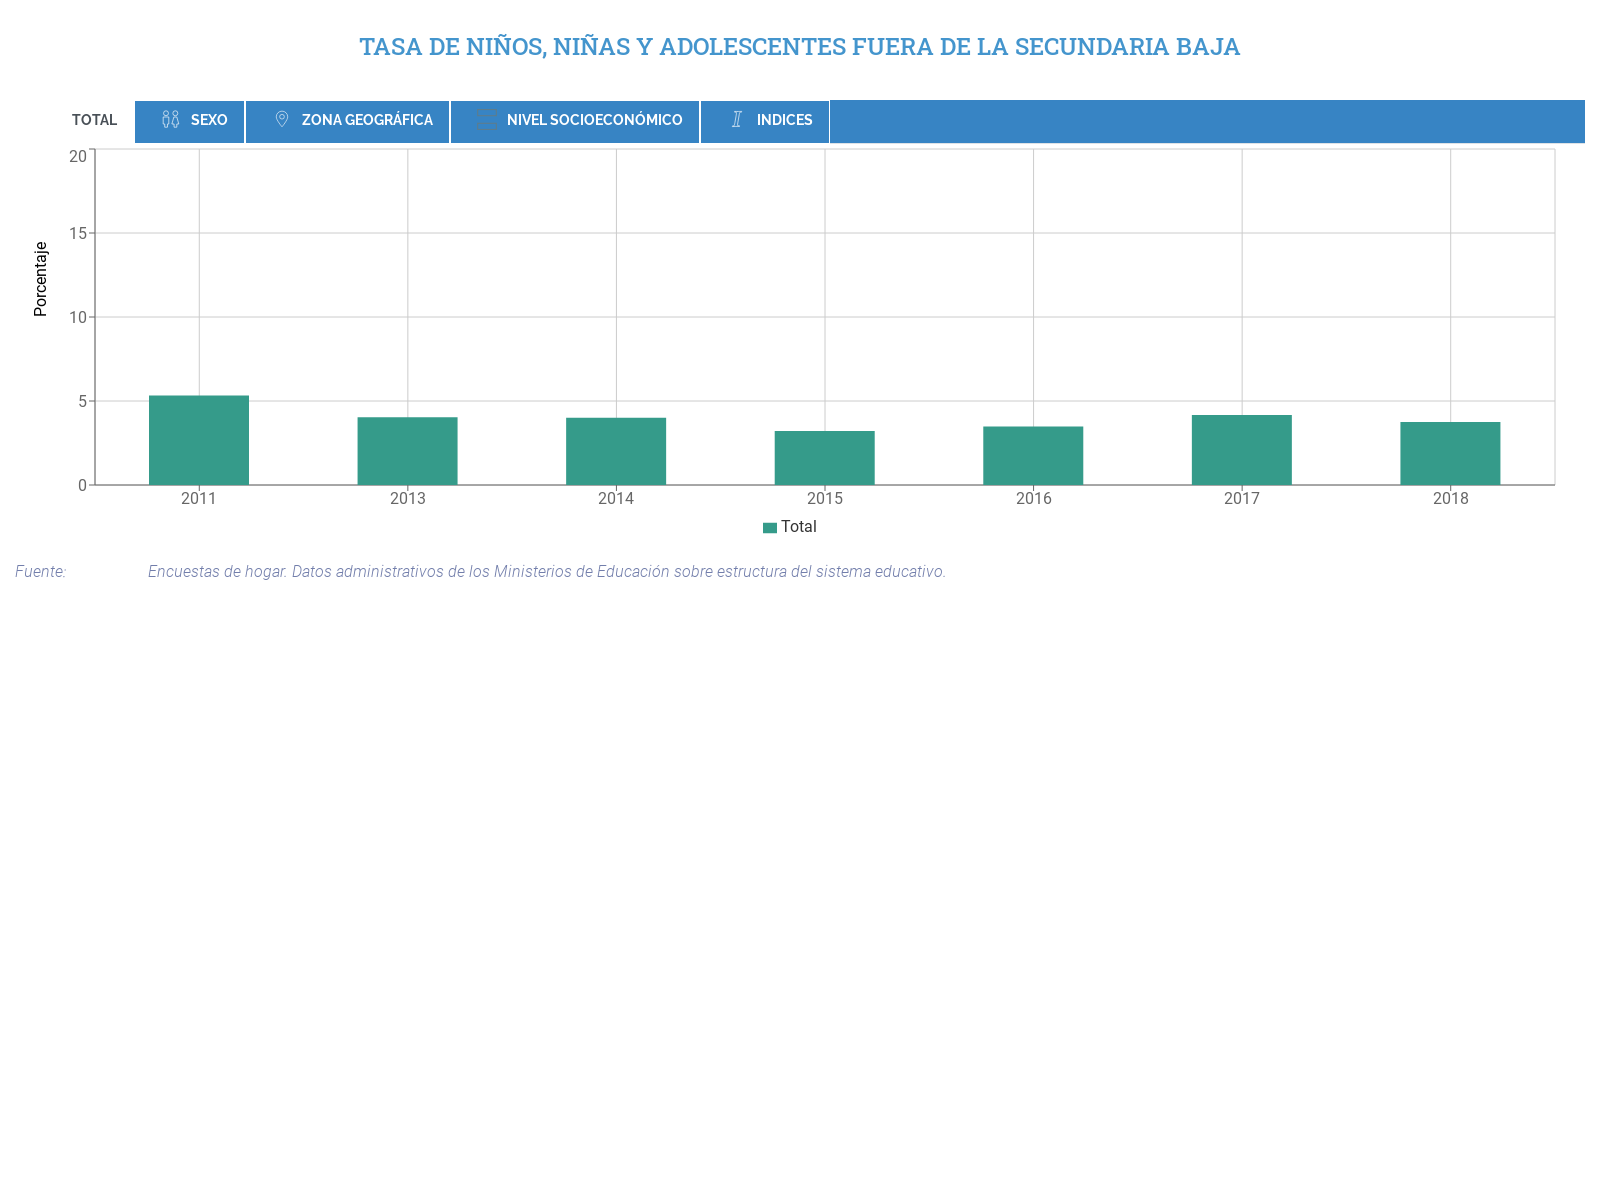 TASA DE NIÑOS, NIÑAS Y ADOLESCENTES FUERA DE LA SECUNDARIA BAJA
TOTAL SEXO ZONA GEOGRÁFICA NIVEL SOCIOECONÓMICO INDICES
20
15
Porcentaje
10
5
0
2011 2013 2014 2015 2016 2017 2018
Total
Fuente: Encuestas de hogar. Datos administrativos de los Ministerios de Educación sobre estructura del sistema educativo.